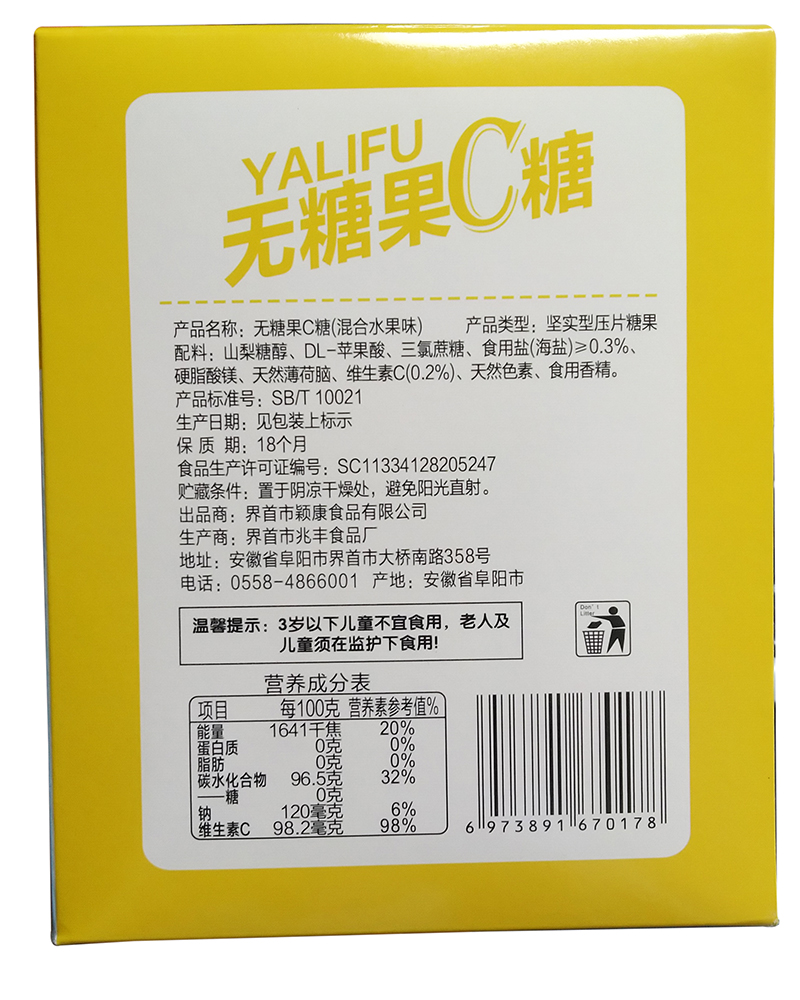 YALIFU
无糖果C糖
产品名称：无糖果C糖(混合水果味) 产品类型：坚实型压片糖果
配料：山梨糖醇、DL-苹果酸、三氯蔗糖、食用盐(海盐)≥0.3%、
硬脂酸镁、天然薄荷脑、维生素C(0.2%)、天然色素、食用香精。
产品标准号：SB/T 10021
生产日期：见包装上标示
保 质 期：18个月
食品生产许可证编号：SC11334128205247
贮藏条件：置于阴凉干燥处，避免阳光直射。
出品商：界首市颖康食品有限公司
生产商：界首市兆丰食品厂
地址：安徽省阜阳市界首市大桥南路358号
电话：0558-4866001 产地：安徽省阜阳市
温馨提示：3岁以下儿童不宜食用，老人及
儿童须在监护下食用!
Don't
Litter
营养成分表
项目 每100克 营养素参考值%
能量 1641千焦 20%
蛋白质 0克 0%
脂肪 0克 0%
碳水化合物 96.5克 32%
——糖 0克
钠 120毫克 6%
维生素C 98.2毫克 98%
6 973891 670178